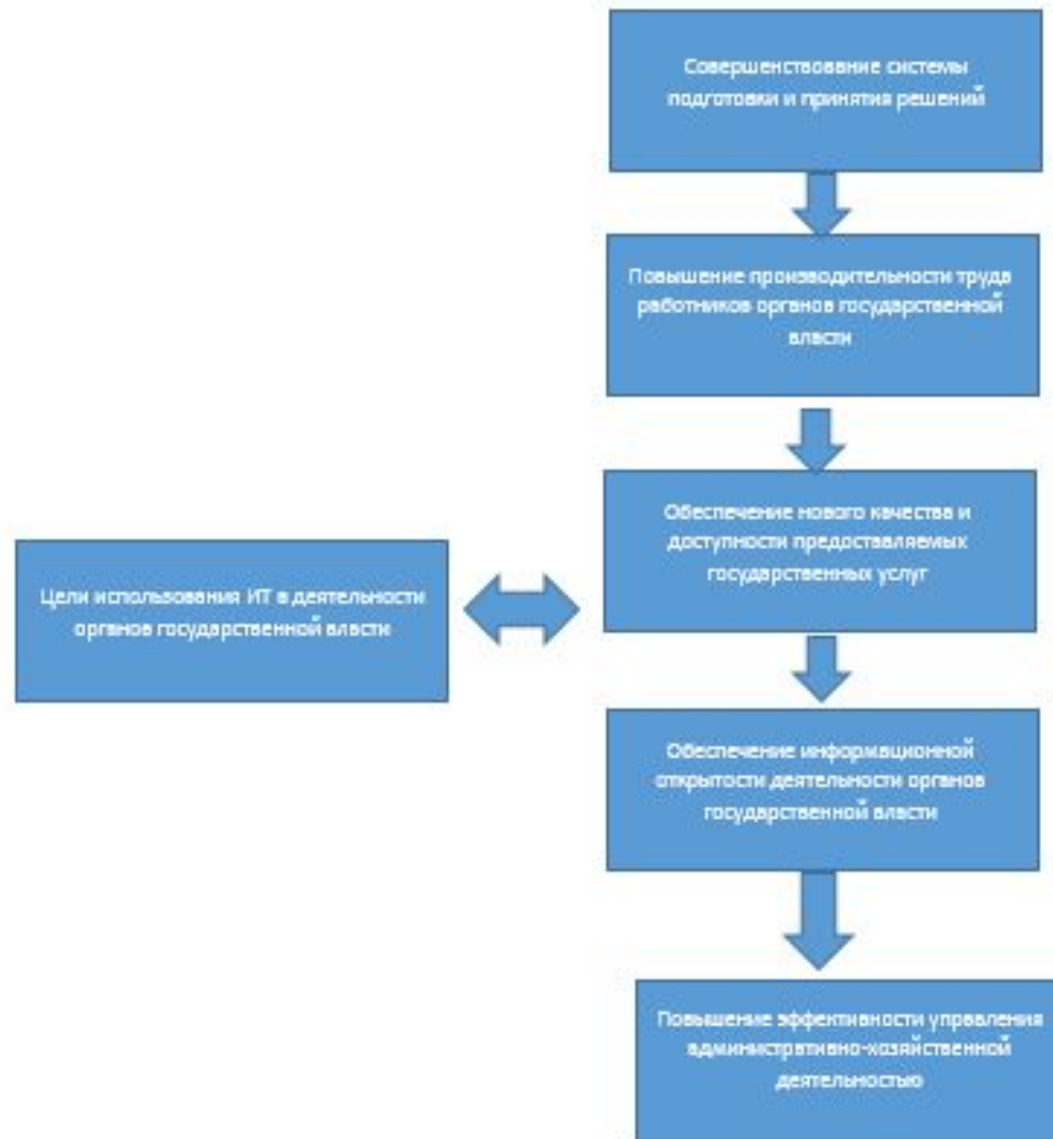 Совершенствование системы
подготовки и принятия решений
Повышение производительности труда
работников органов государственной
власти
Обеспечение нового качества и
доступности предоставляемых
государственных услуг
Цели использования ИТ в деятельности
органов государственной власти
Обеспечение информационной
открытости деятельности органов
государственной власти
Повышение эффективности управления
административно-хозяйственной
деятельностью